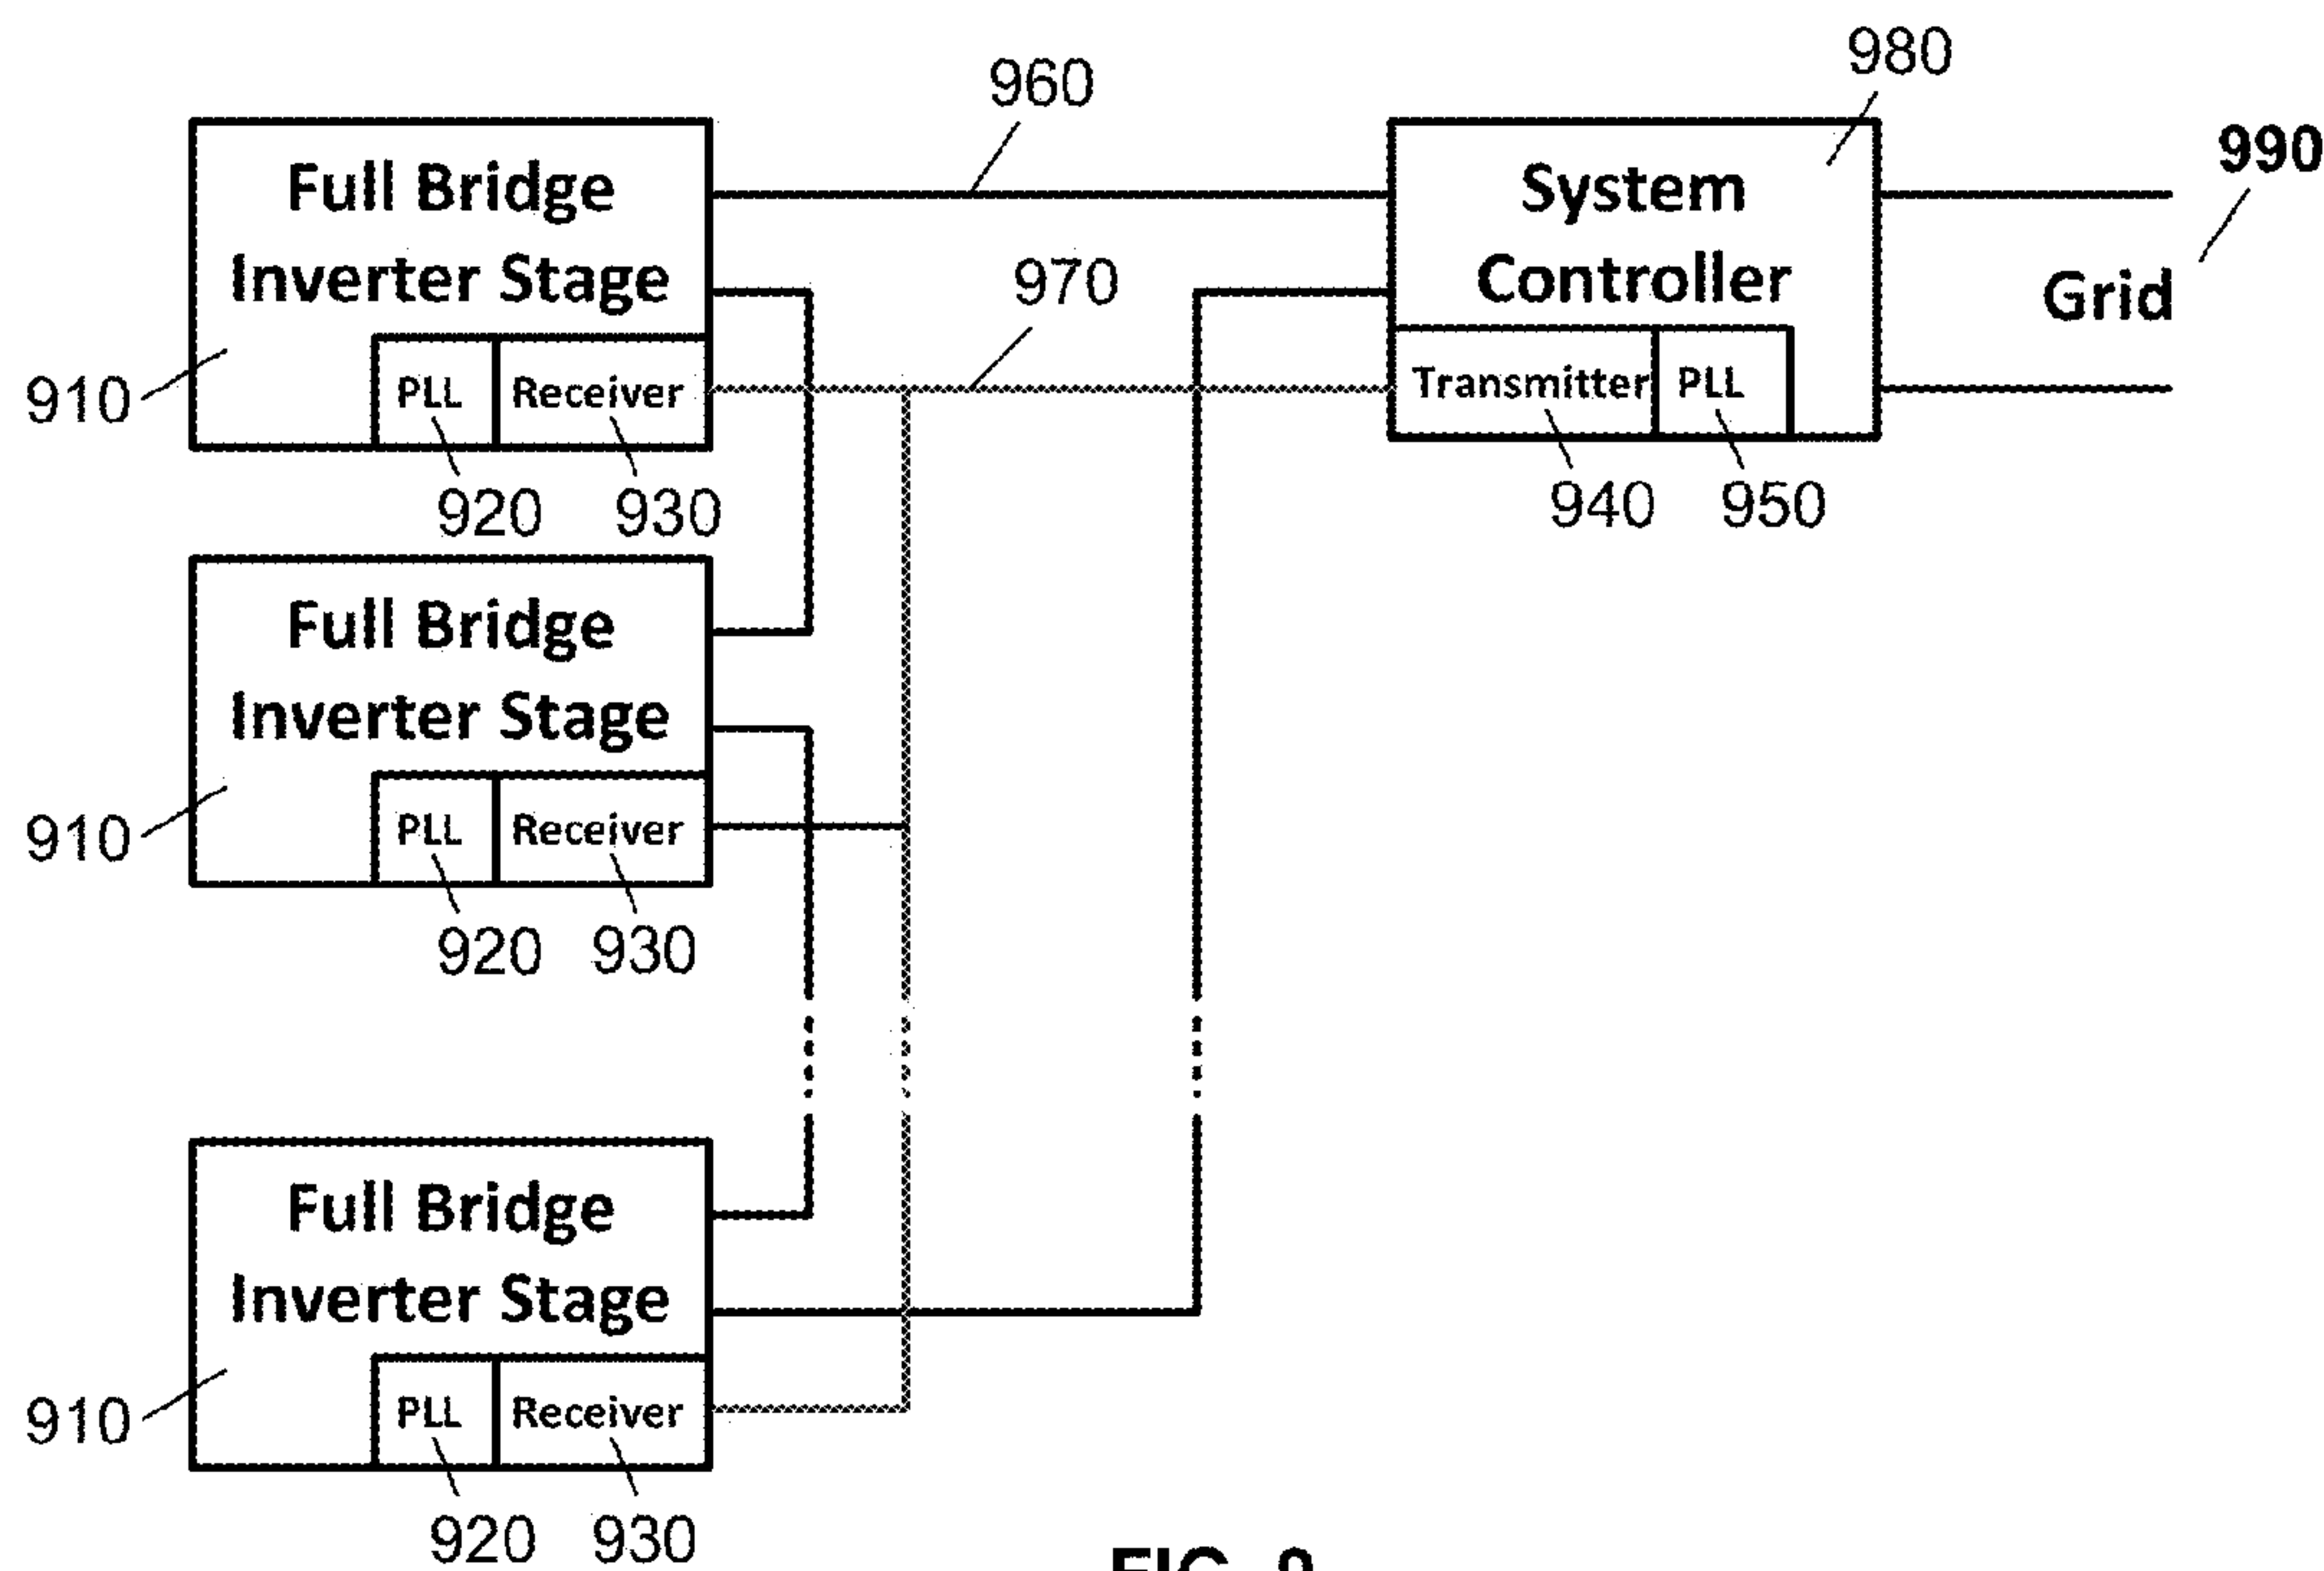 980
960
990
Full Bridge
Inverter Stage
System
Controller
970
Grid
910
PLL
Receiver
Transmitter
PLL
920
930
940
950
Full Bridge
Inverter Stage
910
PLL
Receiver
920
930
Full Bridge
Inverter Stage
910
PLL
Receiver
920
930
FIG. 9